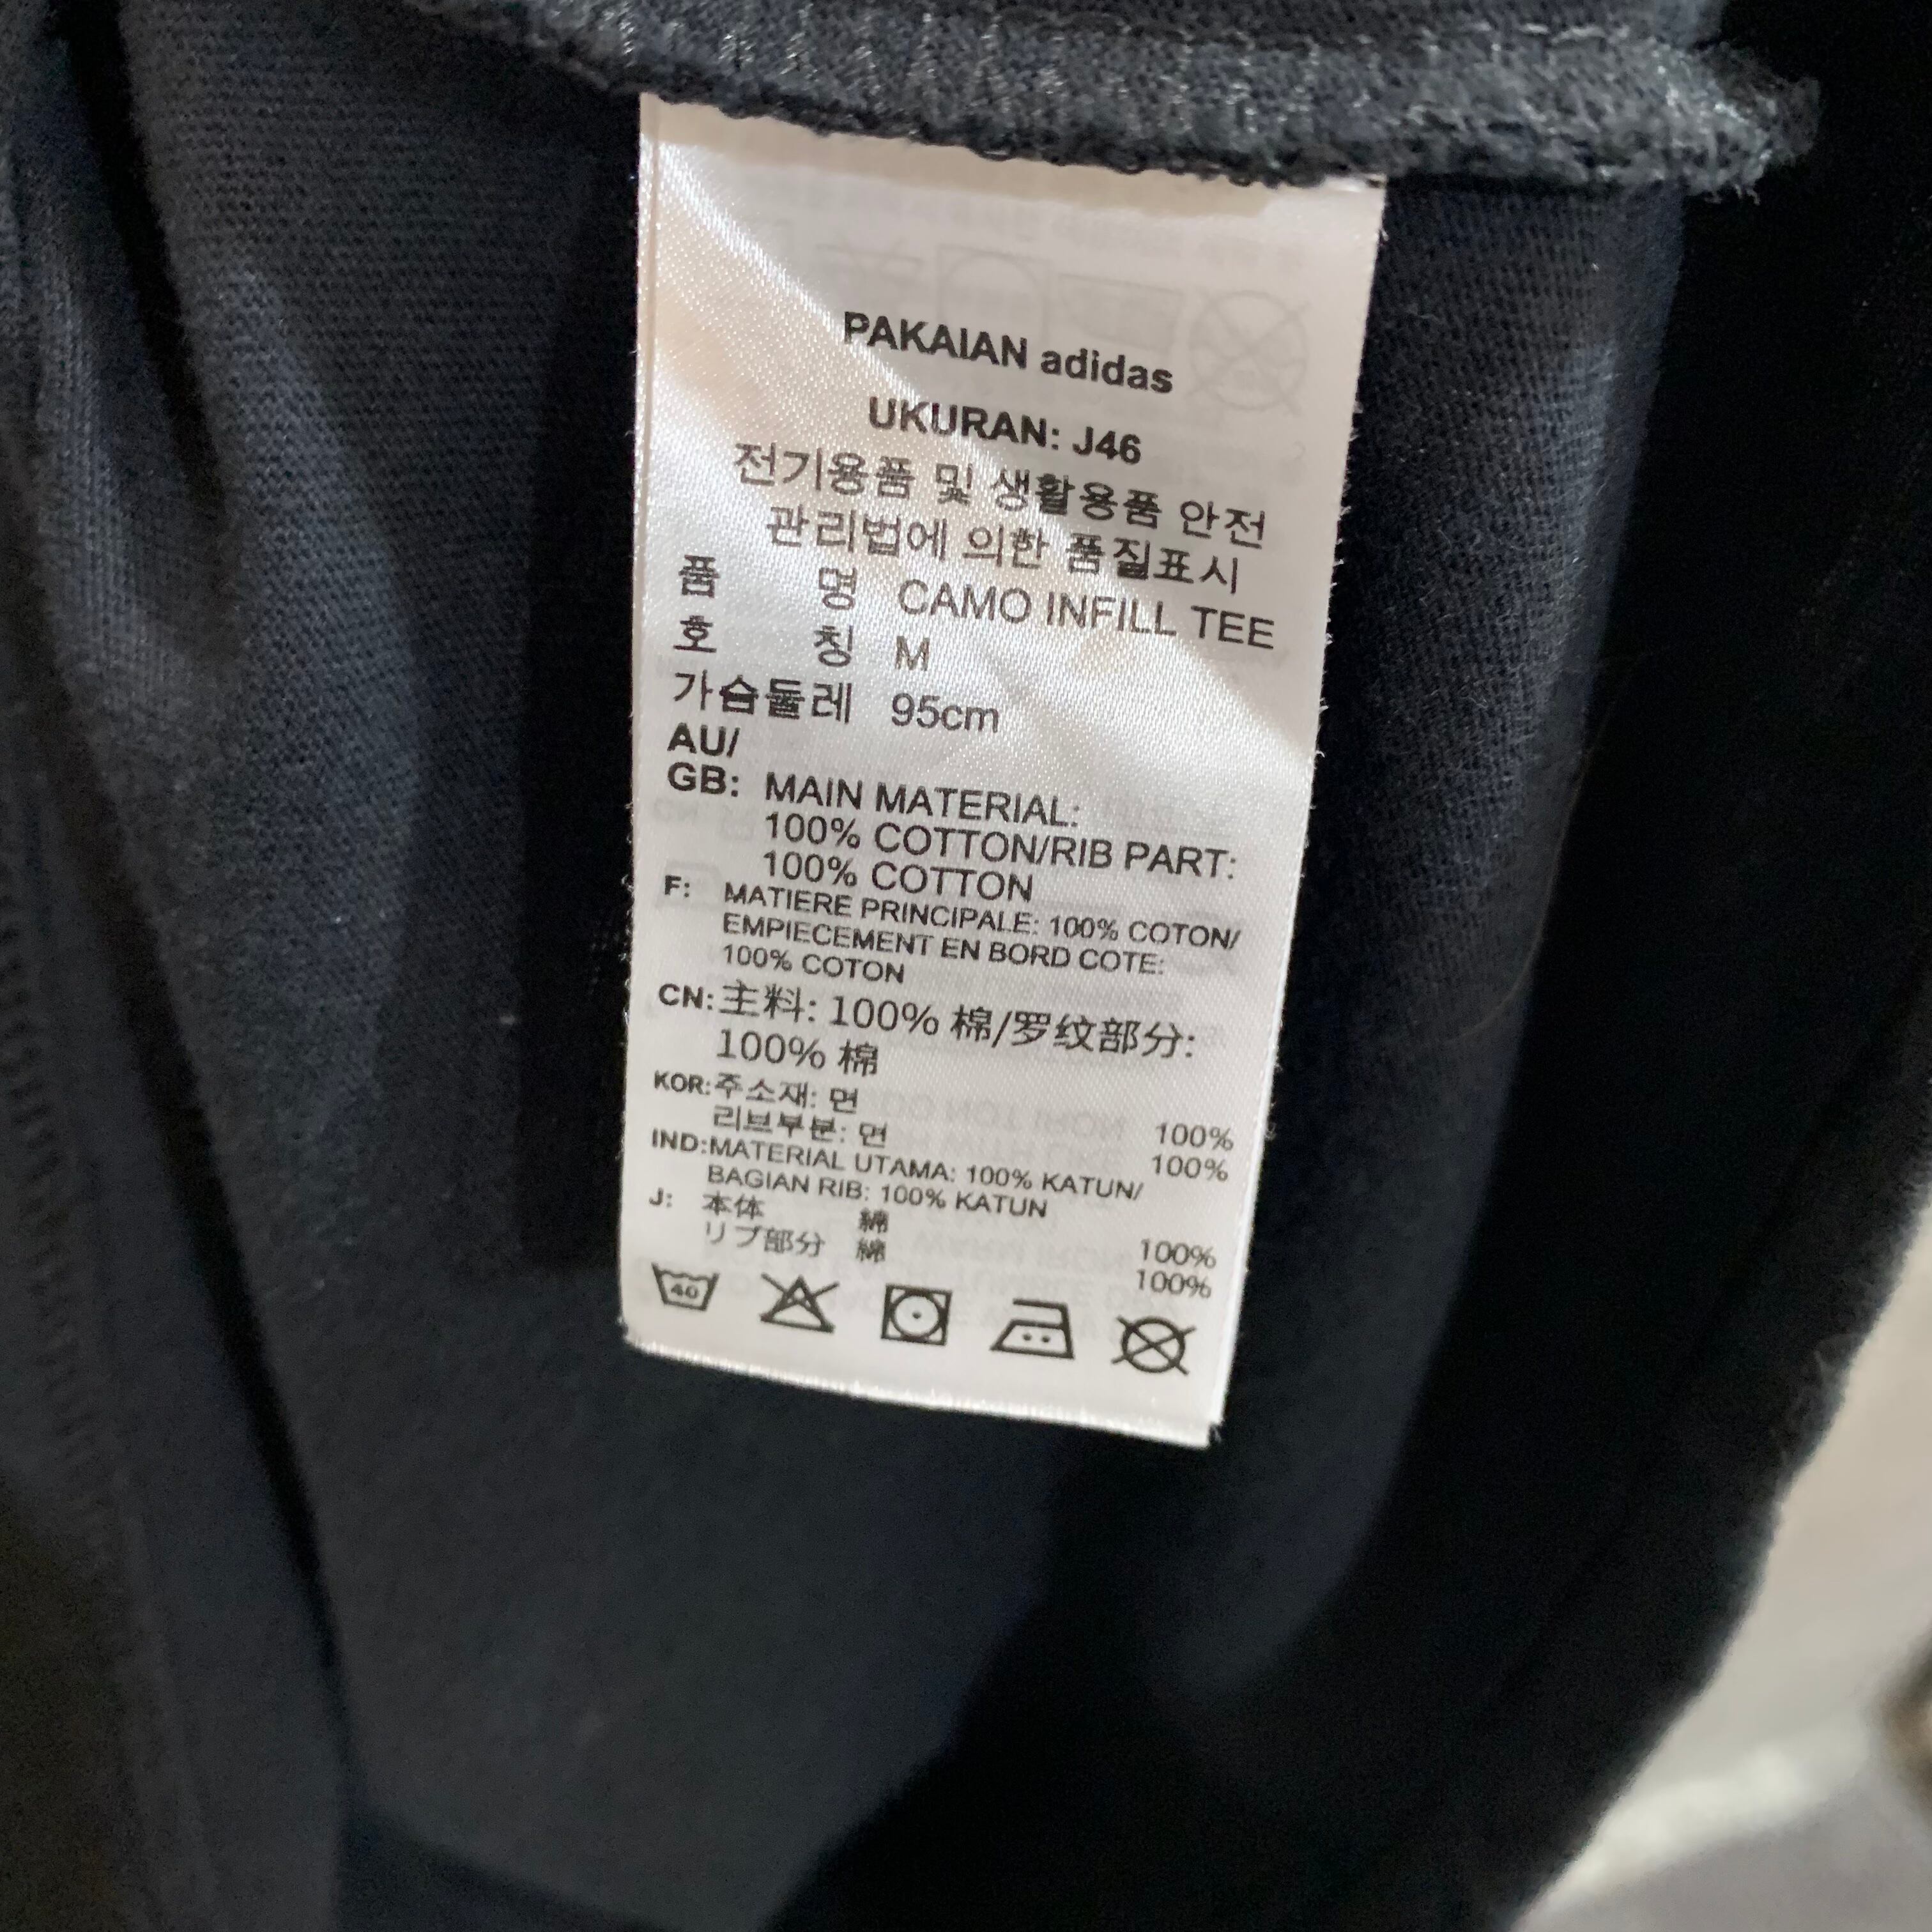 PAKAIAN adidas
UKURAN: J46
전기용품 및 생활용품 안전
관리법에 의한 품질표시
품 명 CAMO INFILL TEE
호 칭 M
가슴둘레 95cm
AU/
GB: MAIN MATERIAL:
100% COTTON/RIB PART:
100% COTTON
F: MATIERE PRINCIPALE: 100% COTON/
EMPIECEMENT EN BORD COTE:
100% COTON
CN: 主料: 100% 棉/罗纹部分:
100% 棉
KOR: 주소재: 면 100%
리브부분: 면 100%
IND: MATERIAL UTAMA: 100% KATUN/
BAGIAN RIB: 100% KATUN
J: 本体 綿 100%
リブ部分 綿 100%
40